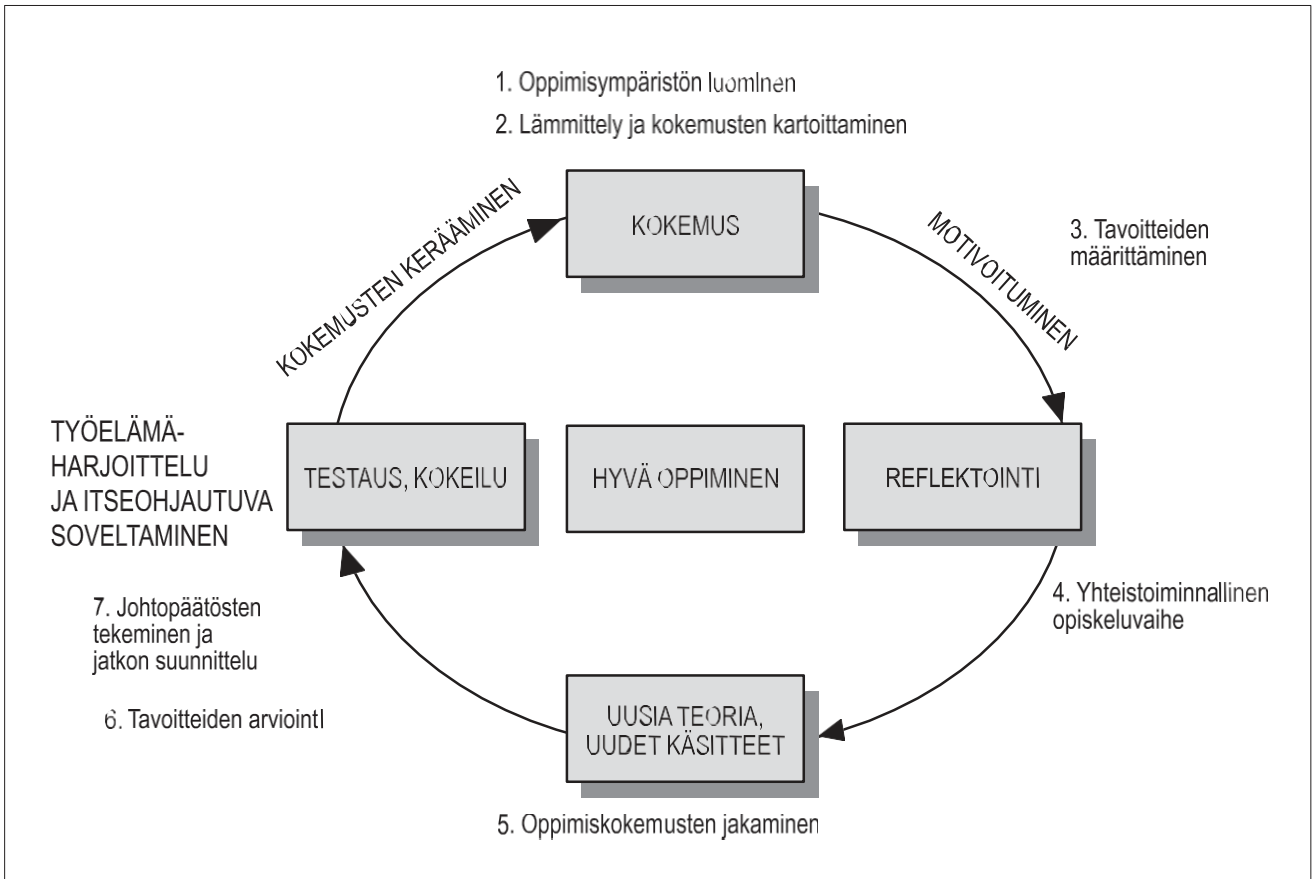 1. Oppimisympäristön luominen
2. Lämmittely ja kokemusten kartoittaminen
KOKEMUS
KOKEMUSTEN KERÄÄMINEN
MOTIVOITUMINEN
3. Tavoitteiden
määrittäminen
TYÖELÄMÄ-
HARJOITTELU
JA ITSEOHJAUTUVA
SOVELTAMINEN
TESTAUS, KOKEILU
HYVÄ OPPIMINEN
REFLEKTOINTI
4. Yhteistoiminnallinen
opiskeluvaihe
7. Johtopäätösten
tekeminen ja
jatkon suunnittelu
6. Tavoitteiden arviointi
UUSIA TEORIA,
UUDET KÄSITTEET
5. Oppimiskokemusten jakaminen